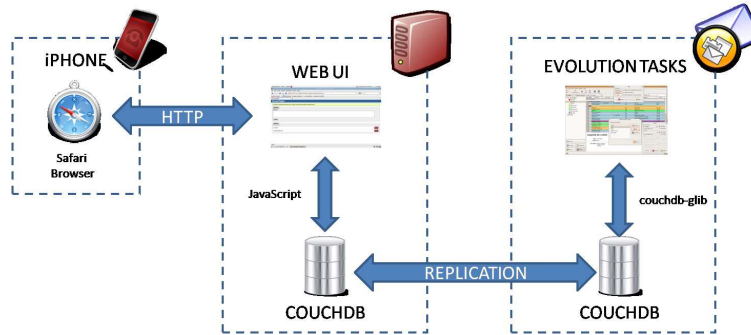 iPHONE
WEB UI
EVOLUTION TASKS
HTTP
Safari
Browser
JavaScript
couchdb-glib
REPLICATION
COUCHDB
COUCHDB